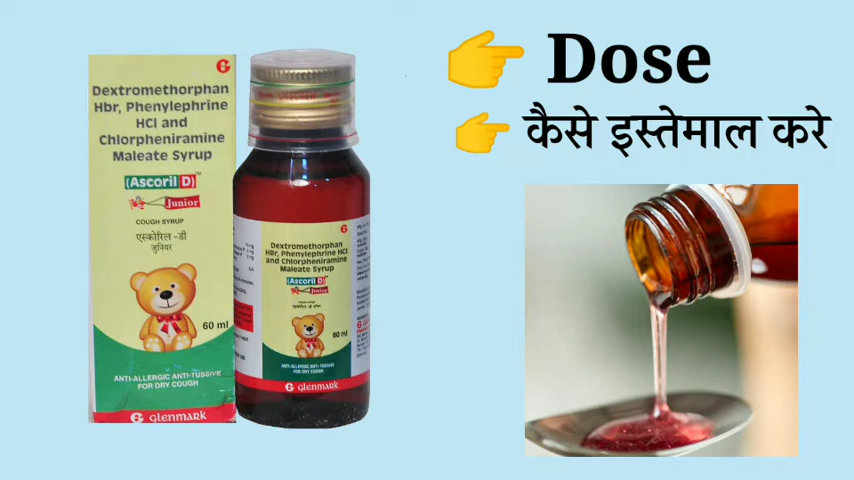 Dose
कैसे इस्तेमाल करे
G
Dextromethorphan
Hbr, Phenylephrine
HCl and
Chlorpheniramine
Maleate Syrup
(Ascoril D)™
Junior
COUGH SYRUP
एस्कोरिल -डी
जुनियर
60 ml
ANTI-ALLERGIC ANTI-TUSSIVE
FOR DRY COUGH
G glenmark
G
Dextromethorphan
HBr, Phenylephrine HCl
and Chlorpheniramine
Maleate Syrup
(Ascoril D)™
Junior
60 ml
ANTI-ALLERGIC ANTI-TUSSIVE
FOR DRY COUGH
G glenmark